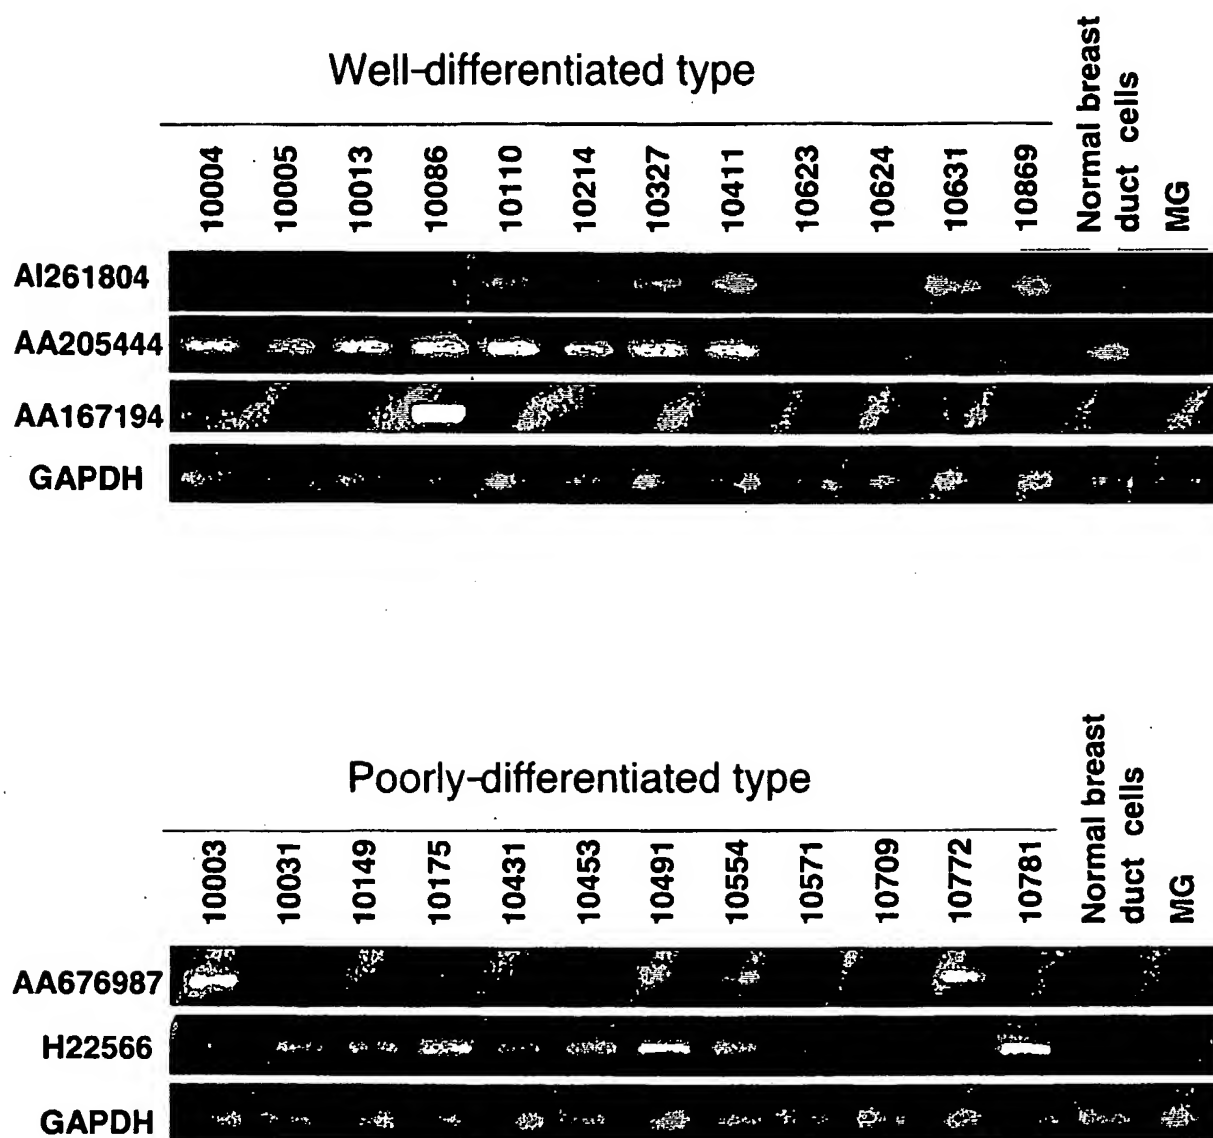 Well-differentiated type
10004 10005 10013 10086 10110 10214 10327 10411 10623 10624 10631 10869 Normal breast duct cells MG
AI261804
AA205444
AA167194
GAPDH
Poorly-differentiated type
10003 10031 10149 10175 10431 10453 10491 10554 10571 10709 10772 10781 Normal breast duct cells MG
AA676987
H22566
GAPDH